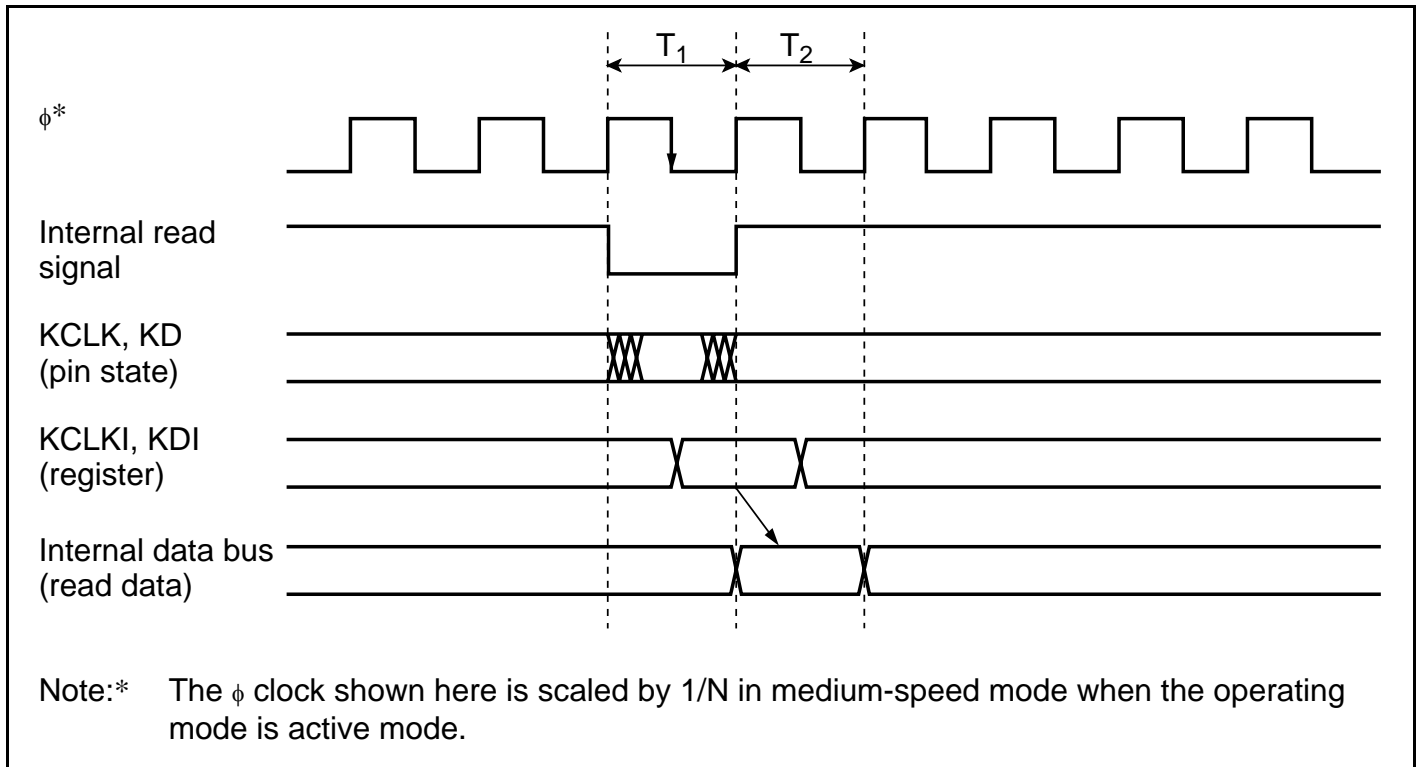 T1 T2
ϕ*
Internal read
signal
KCLK, KD
(pin state)
KCLKI, KDI
(register)
Internal data bus
(read data)
Note:* The ϕ clock shown here is scaled by 1/N in medium-speed mode when the operating
mode is active mode.